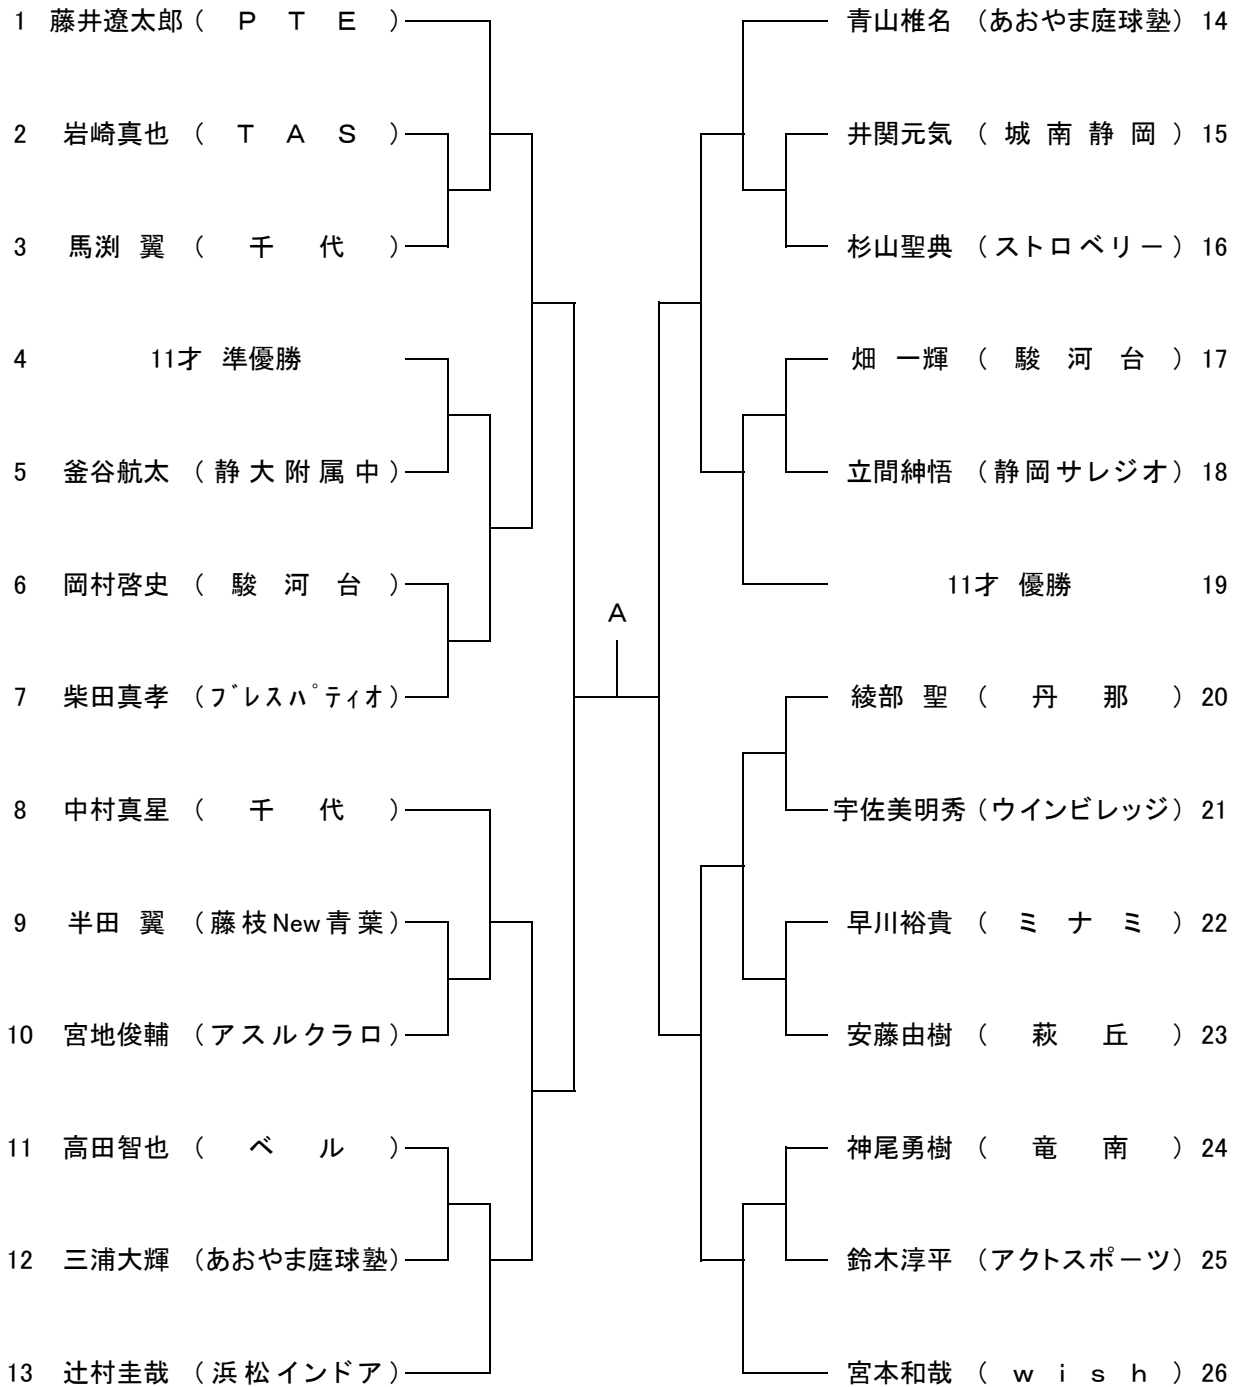 1 藤井遼太郎 ( P T E )
2 岩崎真也 ( T A S )
3 馬渕 翼 ( 千 代 )
4 11才 準優勝
5 釜谷航太 ( 静大附属中 )
6 岡村啓史 ( 駿 河 台 )
7 柴田真孝 (ブレスパティオ)
8 中村真星 ( 千 代 )
9 半田 翼 (藤枝New青葉)
10 宮地俊輔 (アスルクラロ)
11 高田智也 ( ベ ル )
12 三浦大輝 (あおやま庭球塾)
13 辻村圭哉 (浜松インドア)
A
青山椎名 (あおやま庭球塾) 14
井関元気 ( 城南静岡 ) 15
杉山聖典 (ストロベリー) 16
畑 一輝 ( 駿 河 台 ) 17
立間紳悟 (静岡サレジオ) 18
11才 優勝 19
綾部 聖 ( 丹 那 ) 20
宇佐美明秀 (ウインビレッジ) 21
早川裕貴 ( ミ ナ ミ ) 22
安藤由樹 ( 萩 丘 ) 23
神尾勇樹 ( 竜 南 ) 24
鈴木淳平 (アクトスポーツ) 25
宮本和哉 ( w i s h ) 26